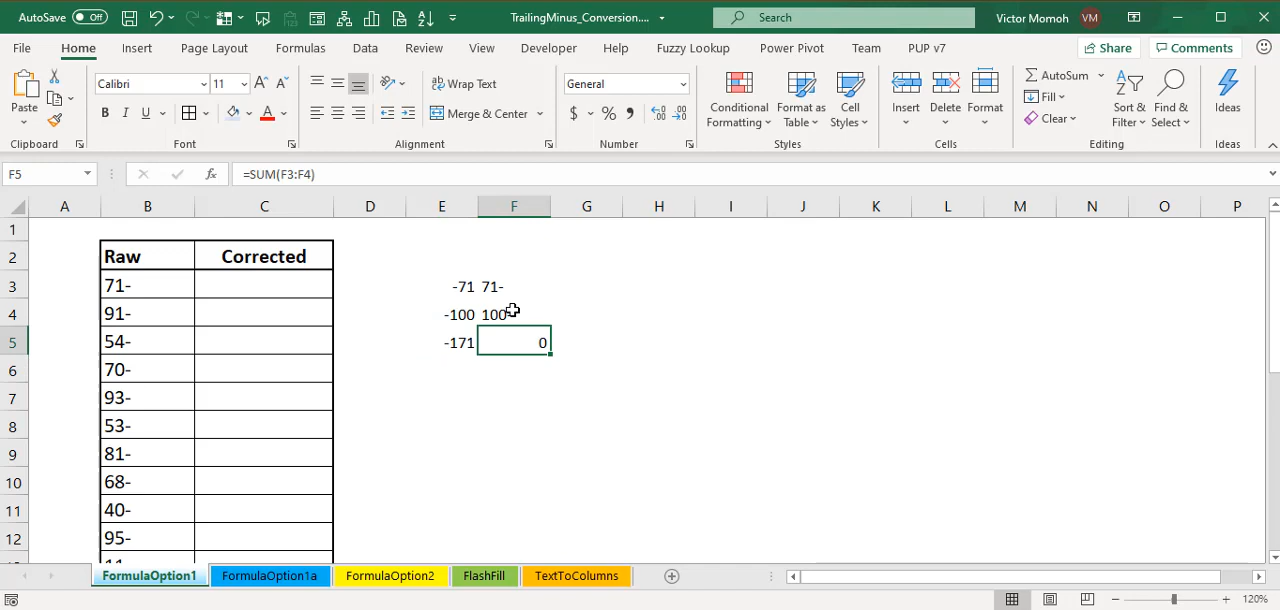 AutoSave Off TrailingMinus_Conversion.... Search Victor Momoh VM
File Home Insert Page Layout Formulas Data Review View Developer Help Fuzzy Lookup Power Pivot Team PUP v7 Share Comments
Paste Calibri 11 Wrap Text General AutoSum
B I U Merge & Center $ % Conditional Formatting Format as Table Cell Styles Insert Delete Format Fill Clear Sort & Filter Find & Select Ideas
Clipboard Font Alignment Number Styles Cells Editing Ideas
F5 fx =SUM(F3:F4)
A B C D E F G H I J K L M N O P
1
2 Raw Corrected
3 71- -71 71-
4 91- -100 100-
5 54- -171 0
6 70-
7 93-
8 53-
9 81-
10 68-
11 40-
12 95-
FormulaOption1 FormulaOption1a FormulaOption2 FlashFill TextToColumns
120%